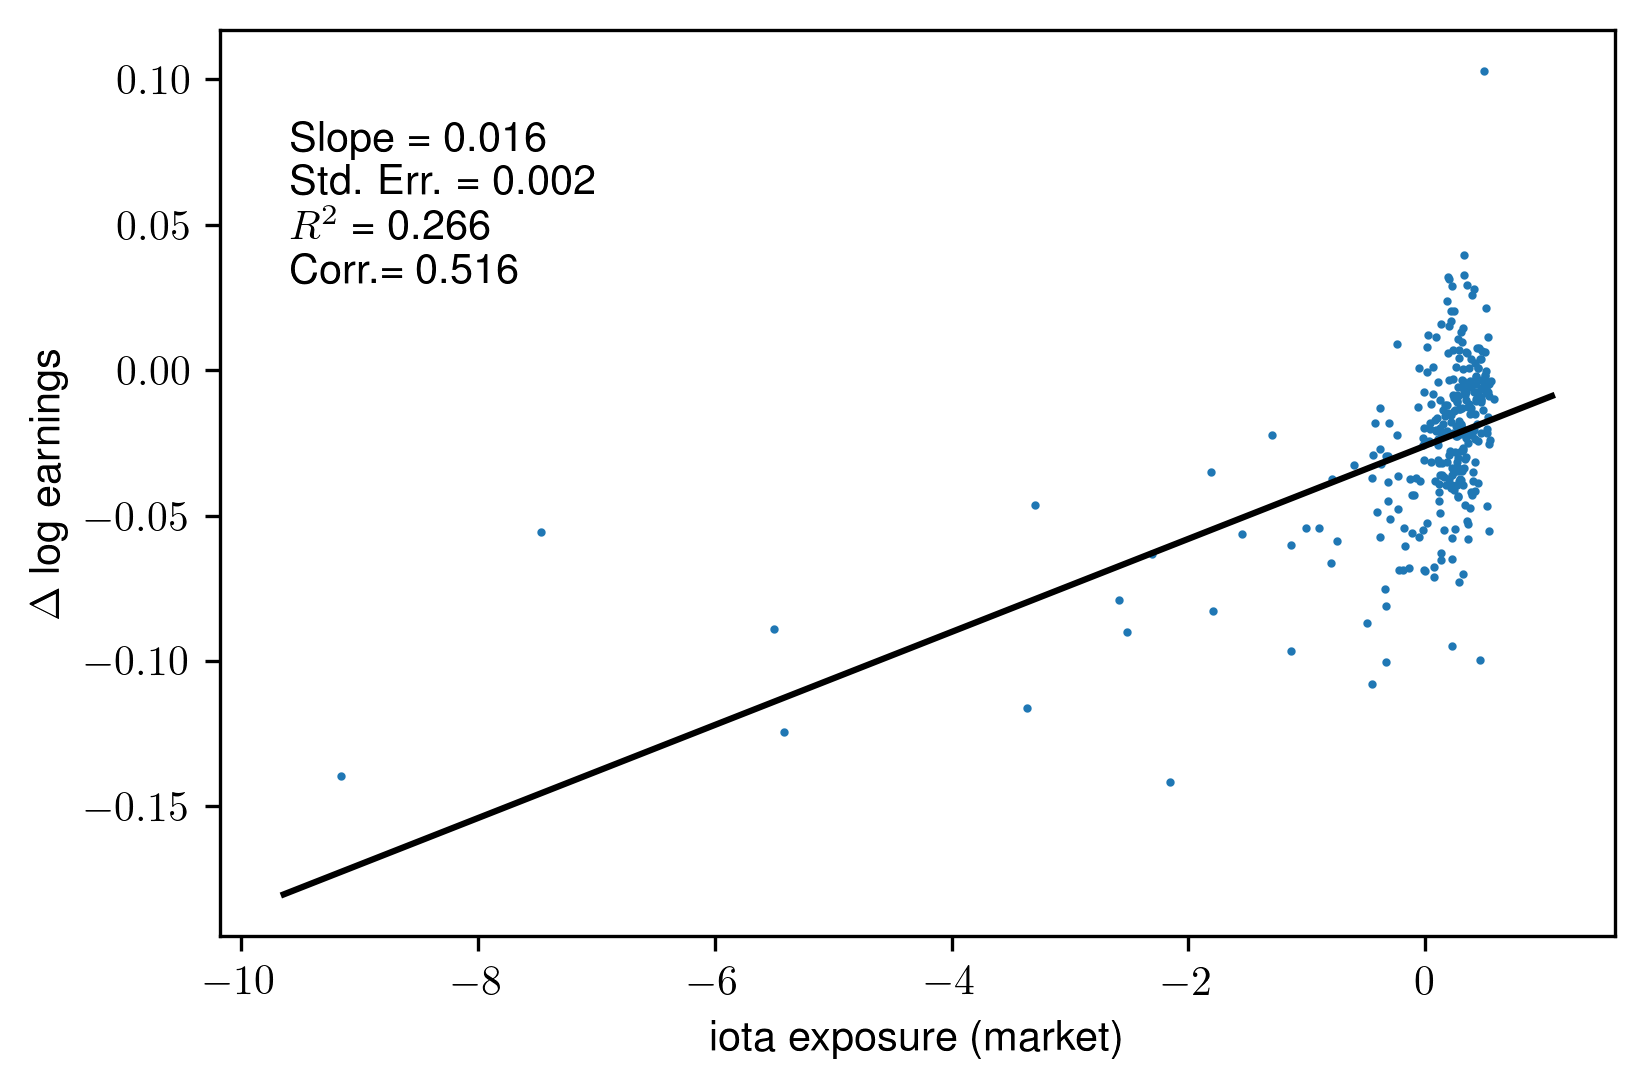 0.10
0.05
0.00
−0.05
−0.10
−0.15
Δ log earnings
Slope = 0.016
Std. Err. = 0.002
R² = 0.266
Corr.= 0.516
−10 −8 −6 −4 −2 0
iota exposure (market)